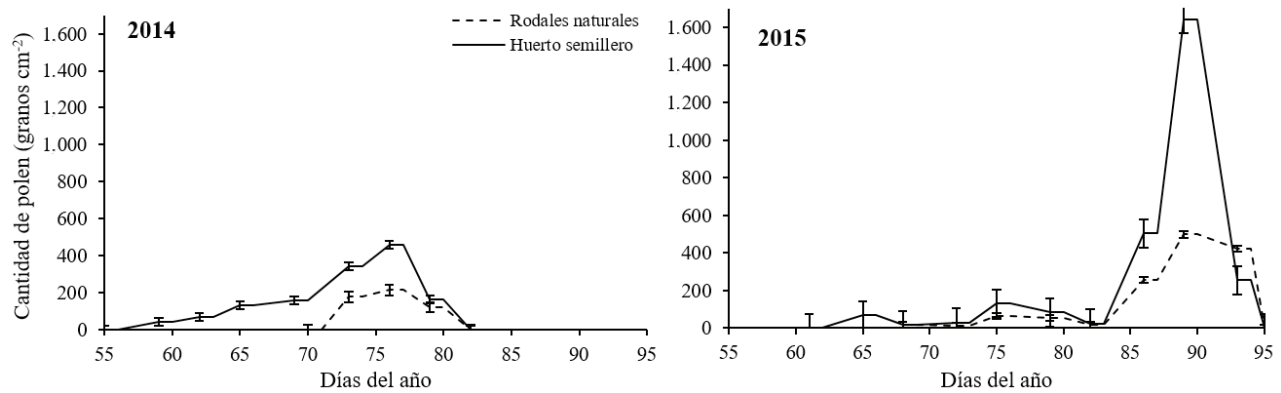 2014
Rodales naturales
Huerto semillero
Cantidad de polen (granos cm-2)
1.600
1.400
1.200
1.000
800
600
400
200
0
55 60 65 70 75 80 85 90 95
Días del año
2015
1.600
1.400
1.200
1.000
800
600
400
200
0
55 60 65 70 75 80 85 90 95
Días del año